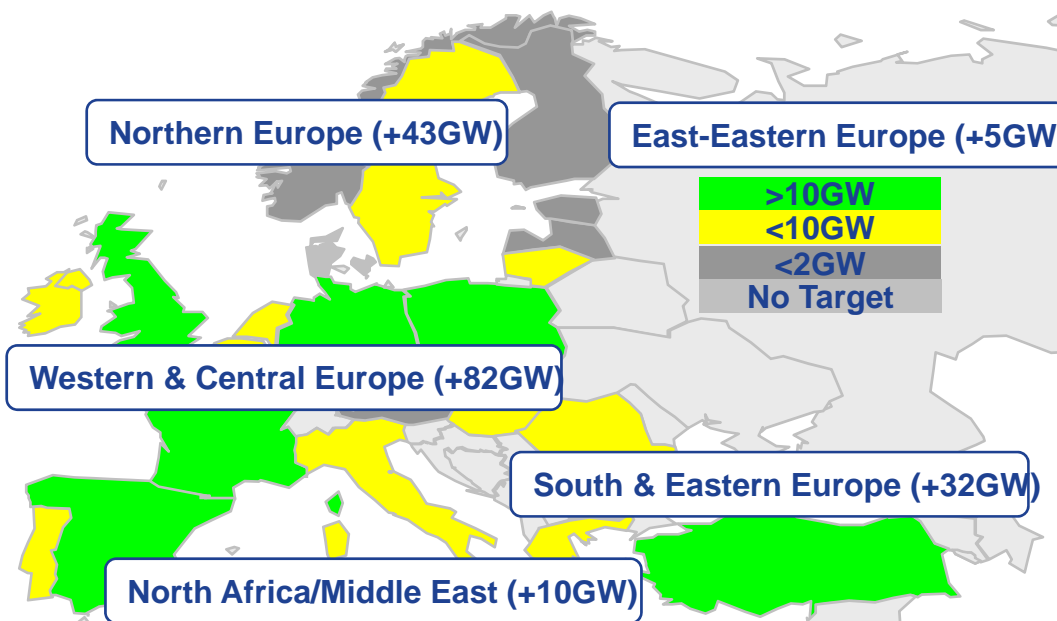 Northern Europe (+43GW)
East-Eastern Europe (+5GW
>10GW
<10GW
<2GW
No Target
Western & Central Europe (+82GW)
South & Eastern Europe (+32GW)
North Africa/Middle East (+10GW)